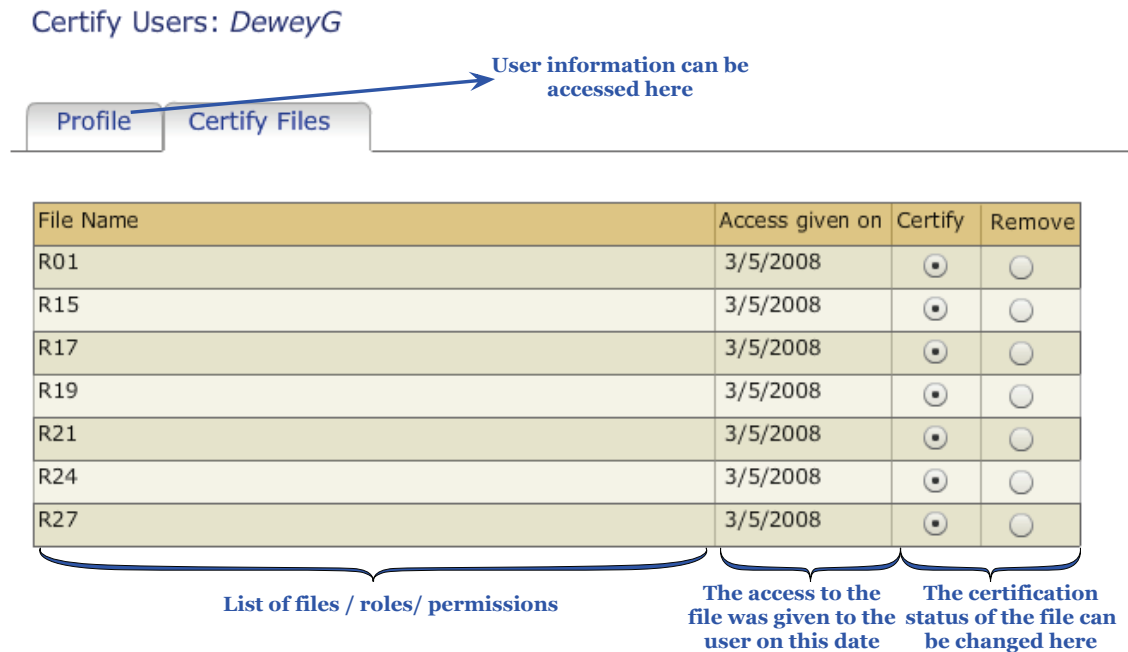 Certify Users: DeweyG
User information can be
accessed here
Profile Certify Files
File Name Access given on Certify Remove
R01 3/5/2008
R15 3/5/2008
R17 3/5/2008
R19 3/5/2008
R21 3/5/2008
R24 3/5/2008
R27 3/5/2008
List of files / roles/ permissions
The access to the
file was given to the
user on this date
The certification
status of the file can
be changed here